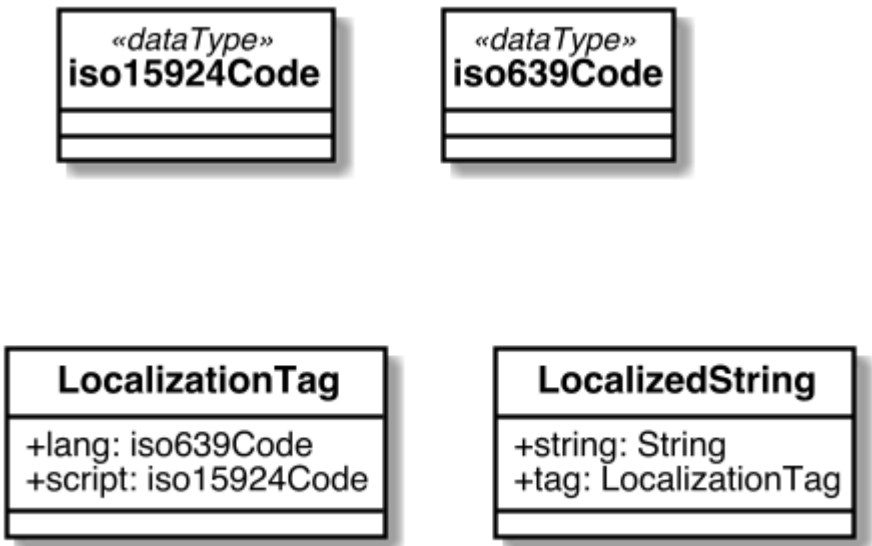 «dataType»
iso15924Code
«dataType»
iso639Code
LocalizationTag
+lang: iso639Code
+script: iso15924Code
LocalizedString
+string: String
+tag: LocalizationTag